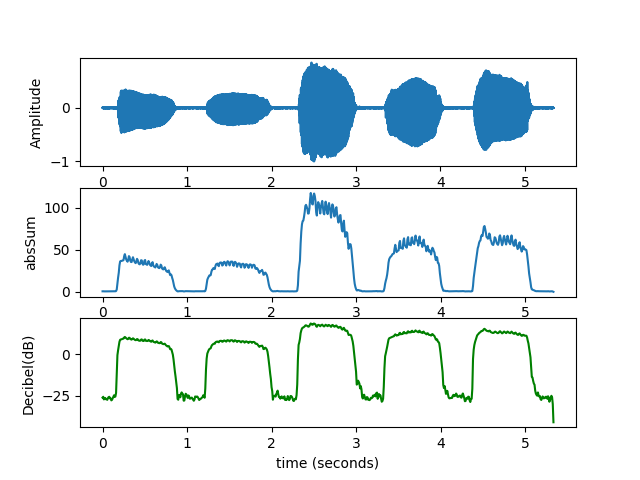 Amplitude
0
−1
0 1 2 3 4 5
absSum
100
50
0
0 1 2 3 4 5
Decibel(dB)
0
−25
0 1 2 3 4 5
time (seconds)